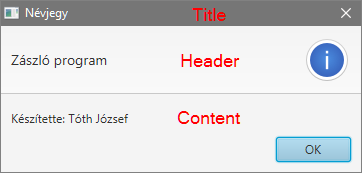 Névjegy Title
Zászló program Header
Készítette: Tóth József Content
OK